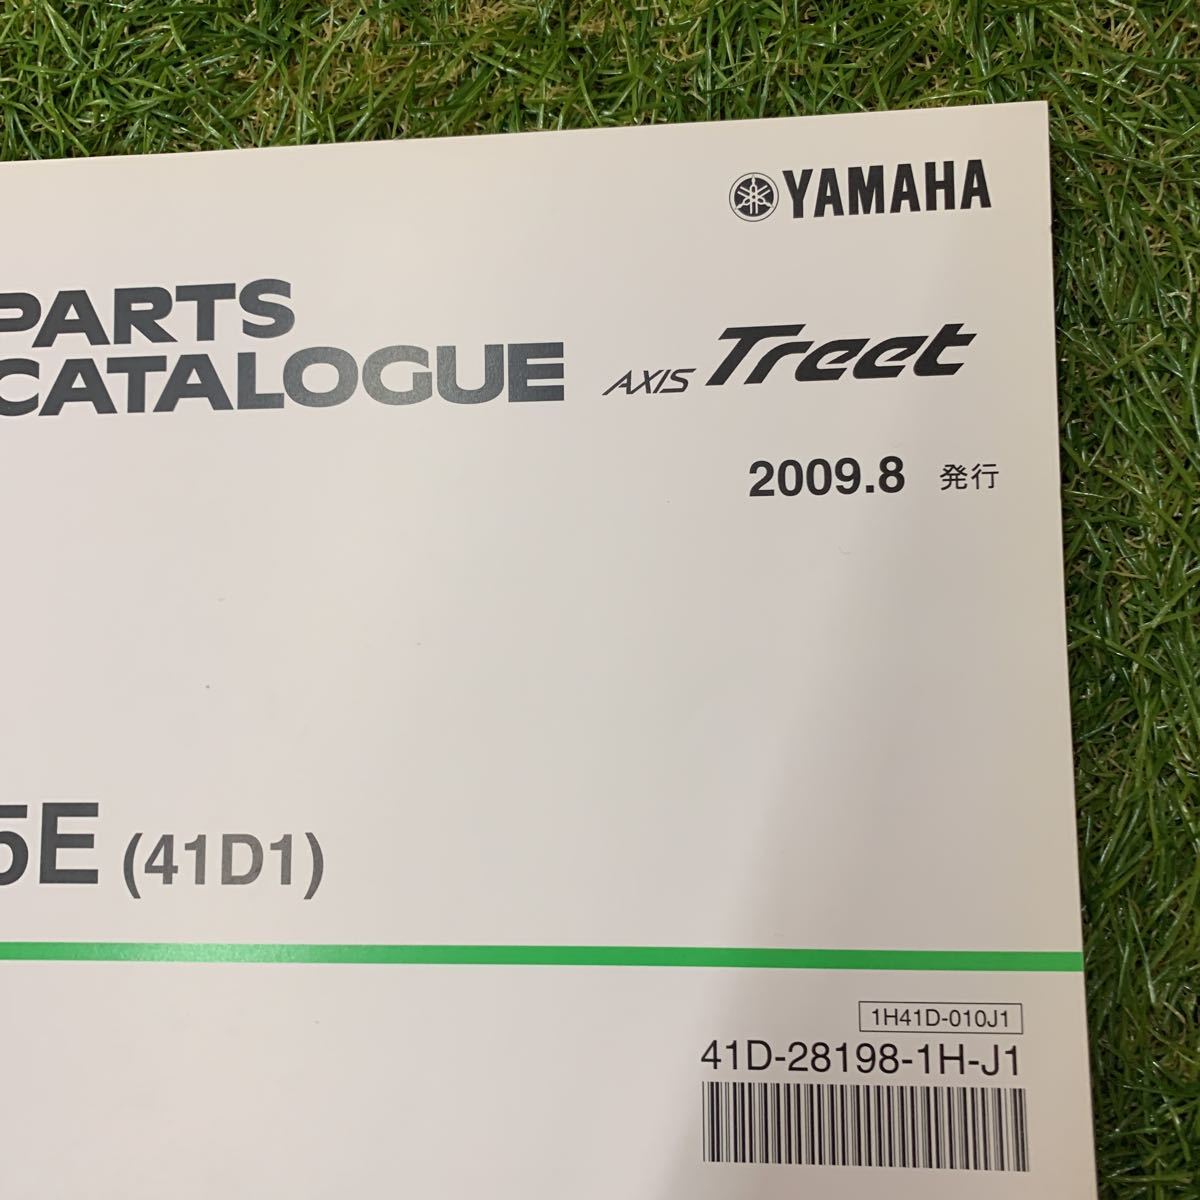 YAMAHA
PARTS
CATALOGUE AXIS Treet
2009.8 発行
5E (41D1)
1H41D-010J1
41D-28198-1H-J1